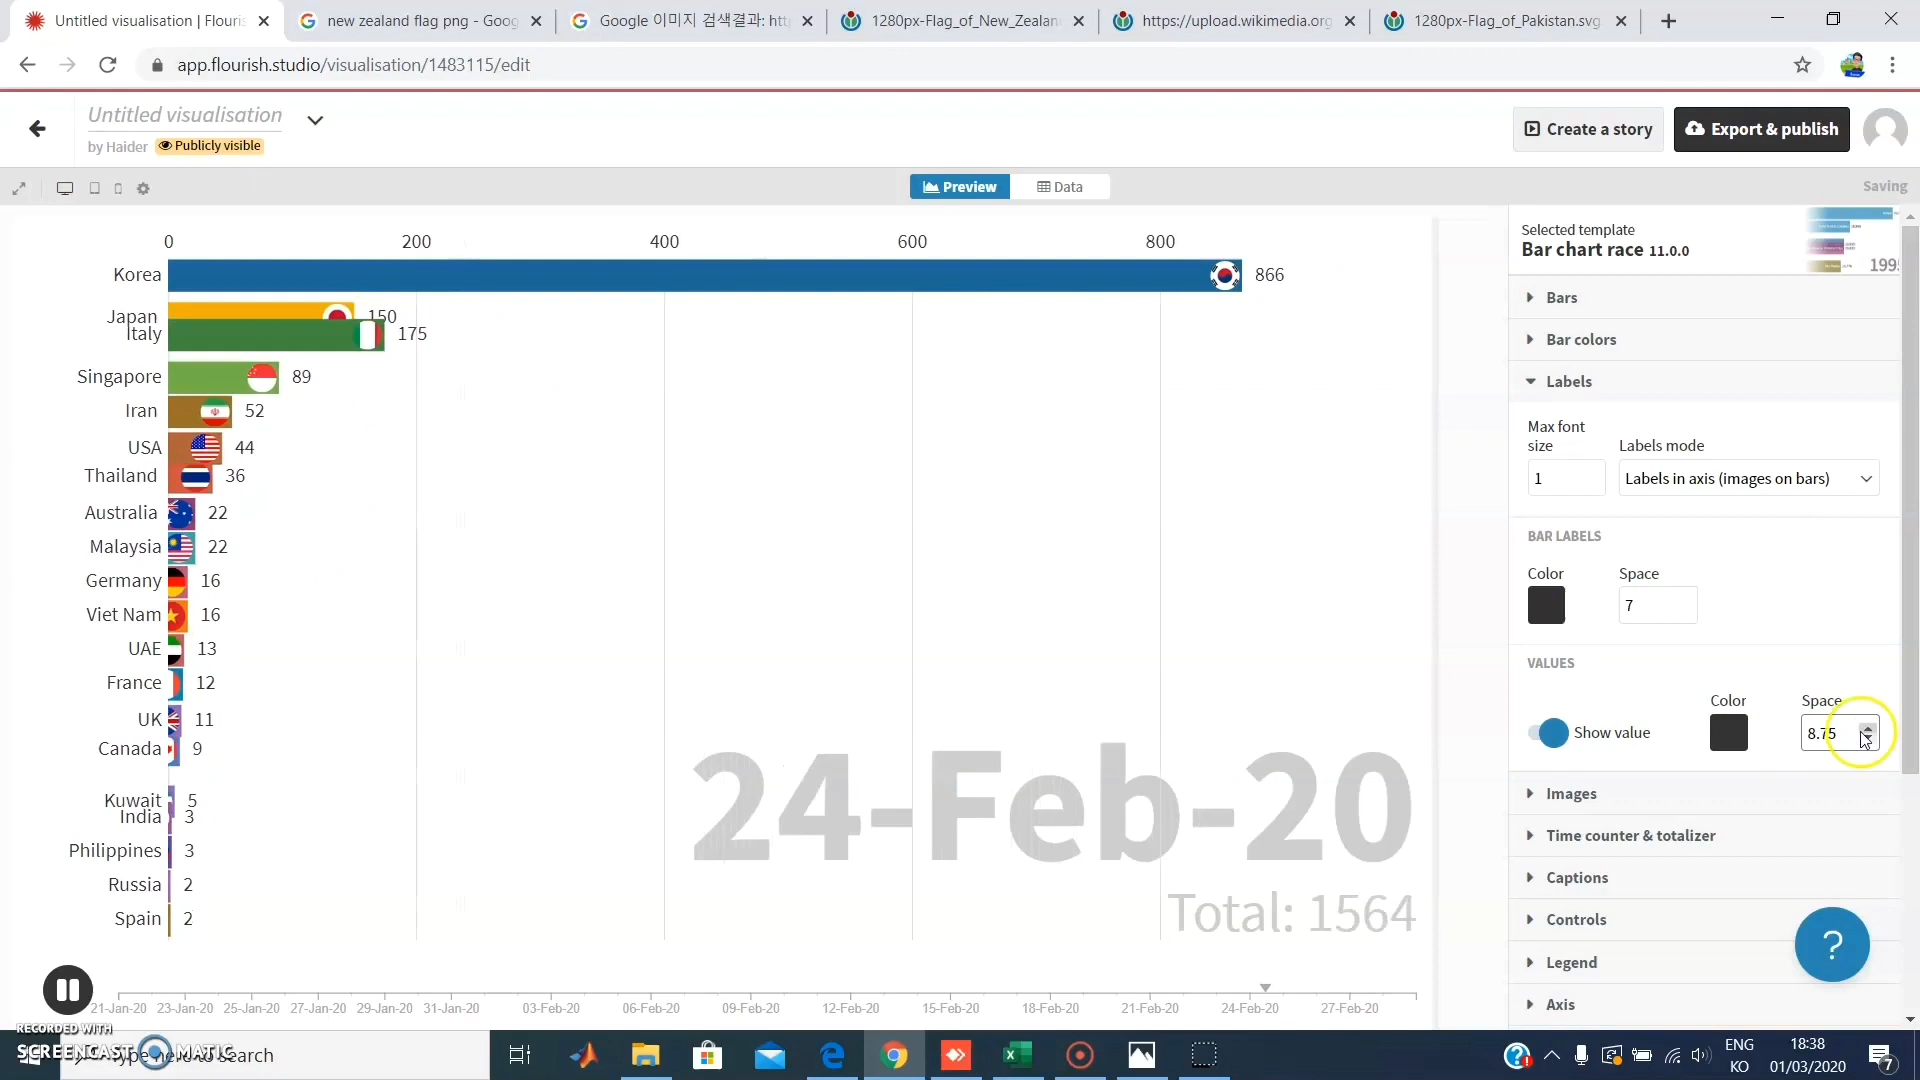 Untitled visualisation | Flouris
new zealand flag png - Goog
Google 이미지 검색결과: htt
1280px-Flag_of_New_Zealan
https://upload.wikimedia.org
1280px-Flag_of_Pakistan.svg
app.flourish.studio/visualisation/1483115/edit
Untitled visualisation
by Haider Publicly visible
Create a story
Export & publish
Preview
Data
Saving
0 200 400 600 800
Korea 866
Japan 150
Italy 175
Singapore 89
Iran 52
USA 44
Thailand 36
Australia 22
Malaysia 22
Germany 16
Viet Nam 16
UAE 13
France 12
UK 11
Canada 9
Kuwait 5
India 3
Philippines 3
Russia 2
Spain 2
24-Feb-20
Total: 1564
21-Jan-20 23-Jan-20 25-Jan-20 27-Jan-20 29-Jan-20 31-Jan-20 03-Feb-20 06-Feb-20 09-Feb-20 12-Feb-20 15-Feb-20 18-Feb-20 21-Feb-20 24-Feb-20 27-Feb-20
Selected template
Bar chart race 11.0.0
1995
Bars
Bar colors
Labels
Max font size
Labels mode
1
Labels in axis (images on bars)
BAR LABELS
Color Space
7
VALUES
Color Space
Show value
8.75
Images
Time counter & totalizer
Captions
Controls
Legend
Axis
?
RECORDED WITH
SCREENCAST MATIC
Type here to search
ENG
KO
18:38
01/03/2020
7